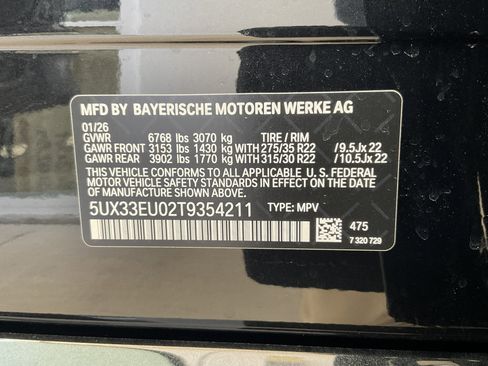 MFD BY BAYERISCHE MOTOREN WERKE AG
01/26
GVWR 6768 lbs 3070 kg TIRE / RIM
GAWR FRONT 3153 lbs 1430 kg WITH 275/35 R22 /9.5Jx 22
GAWR REAR 3902 lbs 1770 kg WITH 315/30 R22 /10.5Jx 22
THIS VEHICLE CONFORMS TO ALL APPLICABLE U. S. FEDERAL
MOTOR VEHICLE SAFETY STANDARDS IN EFFECT ON THE DATE
OF MANUFACTURE SHOWN ABOVE.
5UX33EU02T9354211 TYPE: MPV
475
7 320 729